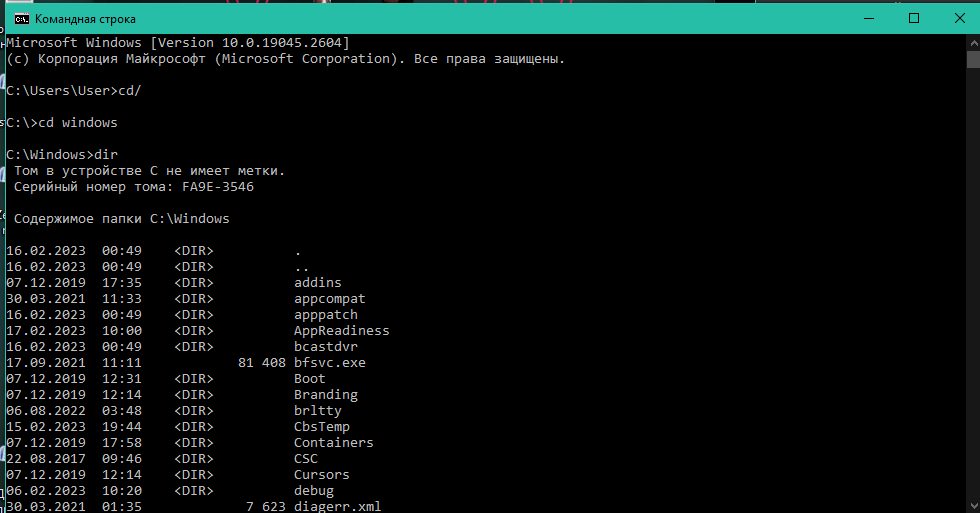 Командная строка
Microsoft Windows [Version 10.0.19045.2604]
(c) Корпорация Майкрософт (Microsoft Corporation). Все права защищены.
C:\Users\User>cd/
C:\>cd windows
C:\Windows>dir
Том в устройстве C не имеет метки.
Серийный номер тома: FA9E-3546
Содержимое папки C:\Windows
16.02.2023  00:49    <DIR>          .
16.02.2023  00:49    <DIR>          ..
07.12.2019  17:35    <DIR>          addins
30.03.2021  11:33    <DIR>          appcompat
16.02.2023  00:49    <DIR>          apppatch
17.02.2023  10:00    <DIR>          AppReadiness
16.02.2023  00:49    <DIR>          bcastdvr
17.09.2021  11:11            81 408 bfsvc.exe
07.12.2019  12:31    <DIR>          Boot
07.12.2019  12:14    <DIR>          Branding
06.08.2022  03:48    <DIR>          brltty
15.02.2023  19:44    <DIR>          CbsTemp
07.12.2019  17:58    <DIR>          Containers
22.08.2017  09:46    <DIR>          CSC
07.12.2019  12:14    <DIR>          Cursors
06.02.2023  10:20    <DIR>          debug
30.03.2021  01:35             7 623 diagerr.xml